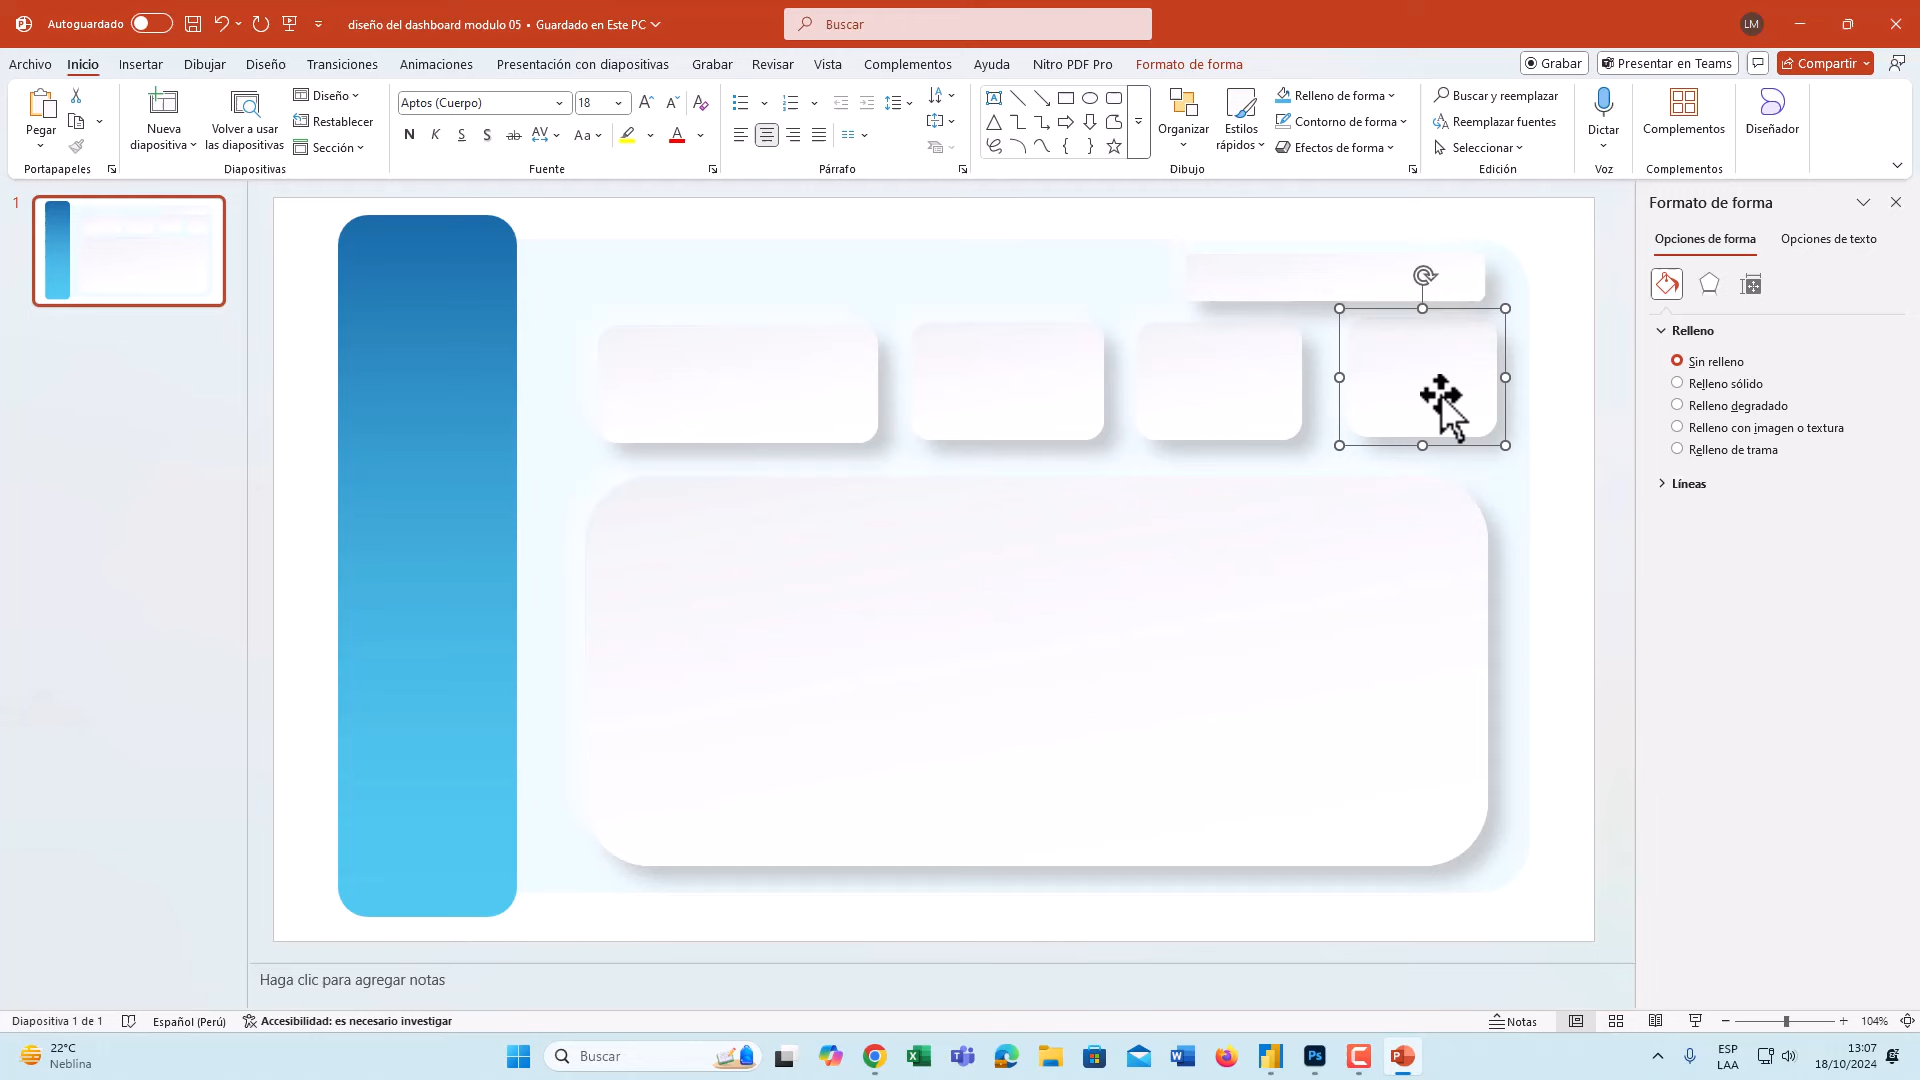 Autoguardado
diseño del dashboard modulo 05 • Guardado en Este PC
Buscar
LM
Archivo Inicio Insertar Dibujar Diseño Transiciones Animaciones Presentación con diapositivas Grabar Revisar Vista Complementos Ayuda Nitro PDF Pro Formato de forma
Grabar Presentar en Teams Compartir
Pegar
Portapapeles
Nueva diapositiva
Volver a usar las diapositivas
Diseño
Restablecer
Sección
Diapositivas
Aptos (Cuerpo) 18
N K S S ab AV Aa A
Fuente
Párrafo
Organizar
Estilos rápidos
Relleno de forma
Contorno de forma
Efectos de forma
Dibujo
Buscar y reemplazar
Reemplazar fuentes
Seleccionar
Edición
Dictar
Voz
Complementos
Complementos
Diseñador
1
Formato de forma
Opciones de forma Opciones de texto
Relleno
Sin relleno
Relleno sólido
Relleno degradado
Relleno con imagen o textura
Relleno de trama
Líneas
Haga clic para agregar notas
Diapositiva 1 de 1 Español (Perú) Accesibilidad: es necesario investigar Notas 104%
22°C
Neblina
Buscar
ESP
LAA
13:07
18/10/2024